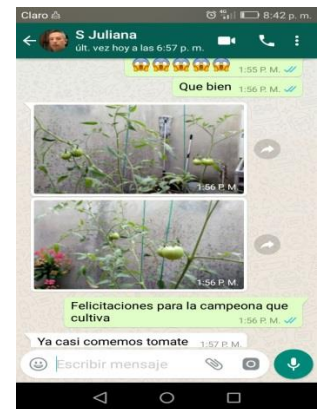 Claro
8:42 p. m.
S Juliana
últ. vez hoy a las 6:57 p. m.
1:55 P. M.
Que bien 1:56 P. M.
1:56 P. M.
1:56 P. M.
Felicitaciones para la campeona que
cultiva
1:56 P. M.
Ya casi comemos tomate 1:57 P. M.
Escribir mensaje